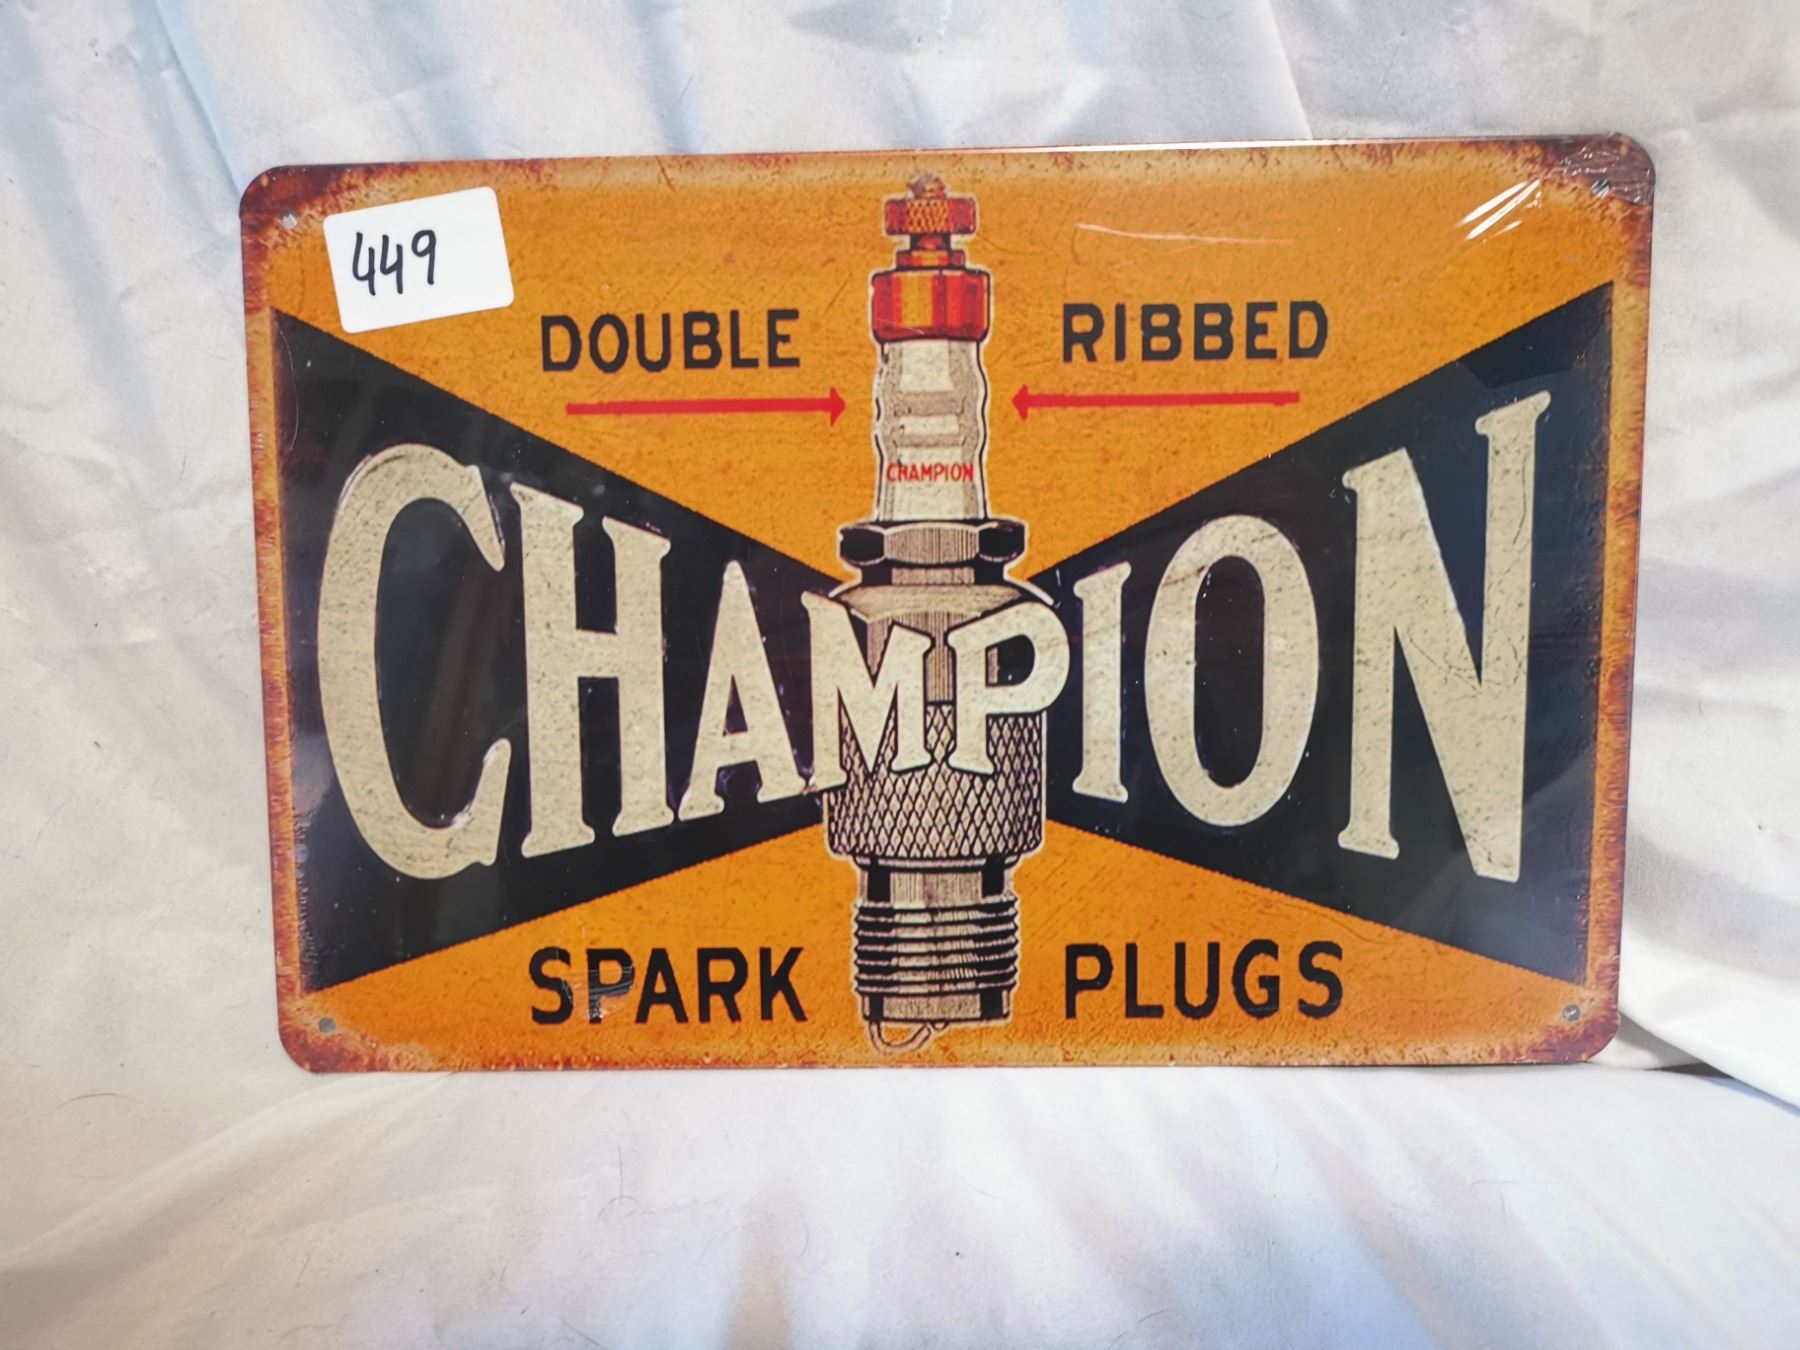 449
DOUBLE RIBBED
CHAMPION
CHAMPION
SPARK PLUGS